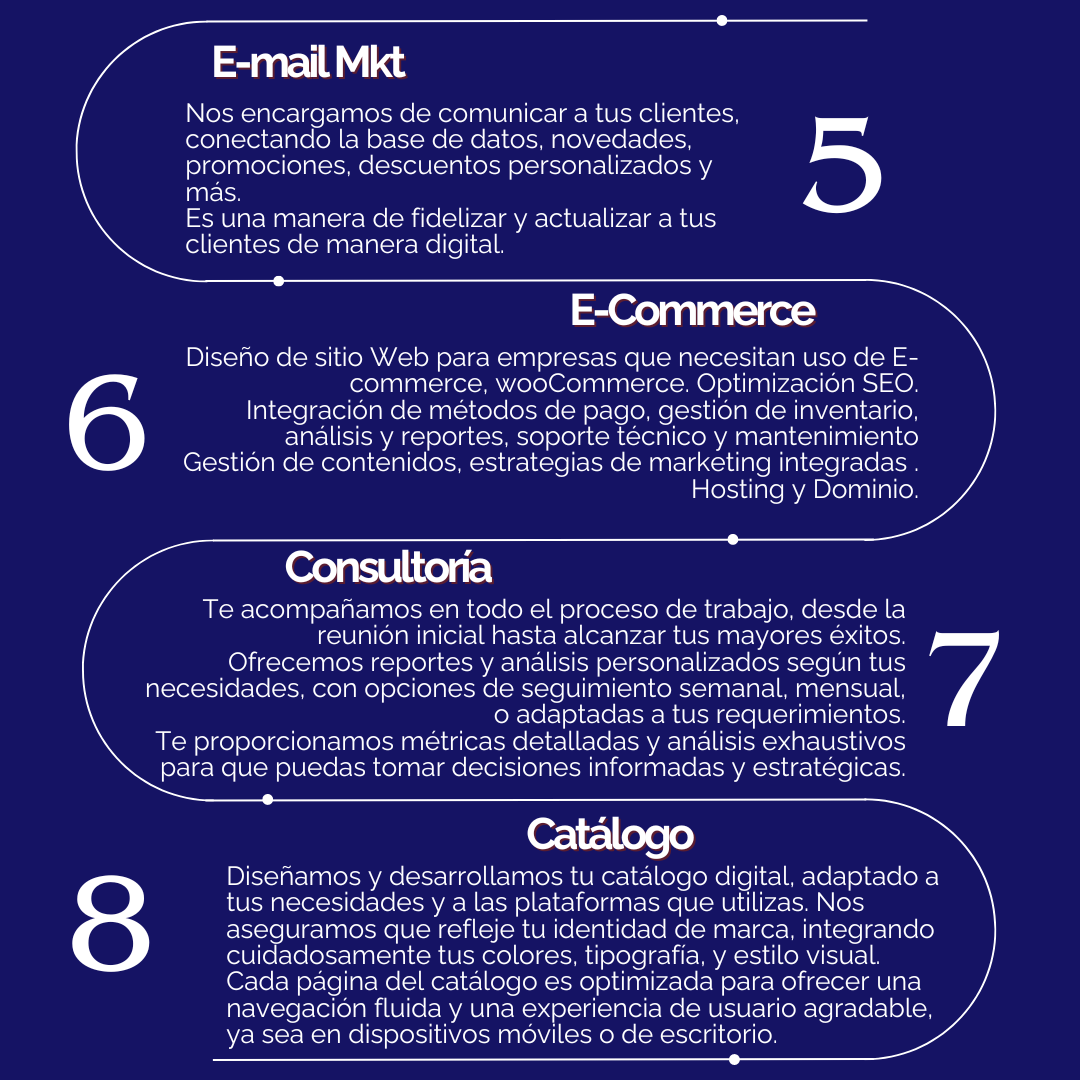 E-mail Mkt
Nos encargamos de comunicar a tus clientes,
conectando la base de datos, novedades,
promociones, descuentos personalizados y
más.
Es una manera de fidelizar y actualizar a tus
clientes de manera digital.
5
E-Commerce
Diseño de sitio Web para empresas que necesitan uso de E-
commerce, wooCommerce. Optimización SEO.
Integración de métodos de pago, gestión de inventario,
análisis y reportes, soporte técnico y mantenimiento
Gestión de contenidos, estrategias de marketing integradas .
Hosting y Dominio.
6
Consultoría
Te acompañamos en todo el proceso de trabajo, desde la
reunión inicial hasta alcanzar tus mayores éxitos.
Ofrecemos reportes y análisis personalizados según tus
necesidades, con opciones de seguimiento semanal, mensual,
o adaptadas a tus requerimientos.
Te proporcionamos métricas detalladas y análisis exhaustivos
para que puedas tomar decisiones informadas y estratégicas.
7
Catálogo
Diseñamos y desarrollamos tu catálogo digital, adaptado a
tus necesidades y a las plataformas que utilizas. Nos
aseguramos que refleje tu identidad de marca, integrando
cuidadosamente tus colores, tipografía, y estilo visual.
Cada página del catálogo es optimizada para ofrecer una
navegación fluida y una experiencia de usuario agradable,
ya sea en dispositivos móviles o de escritorio.
8